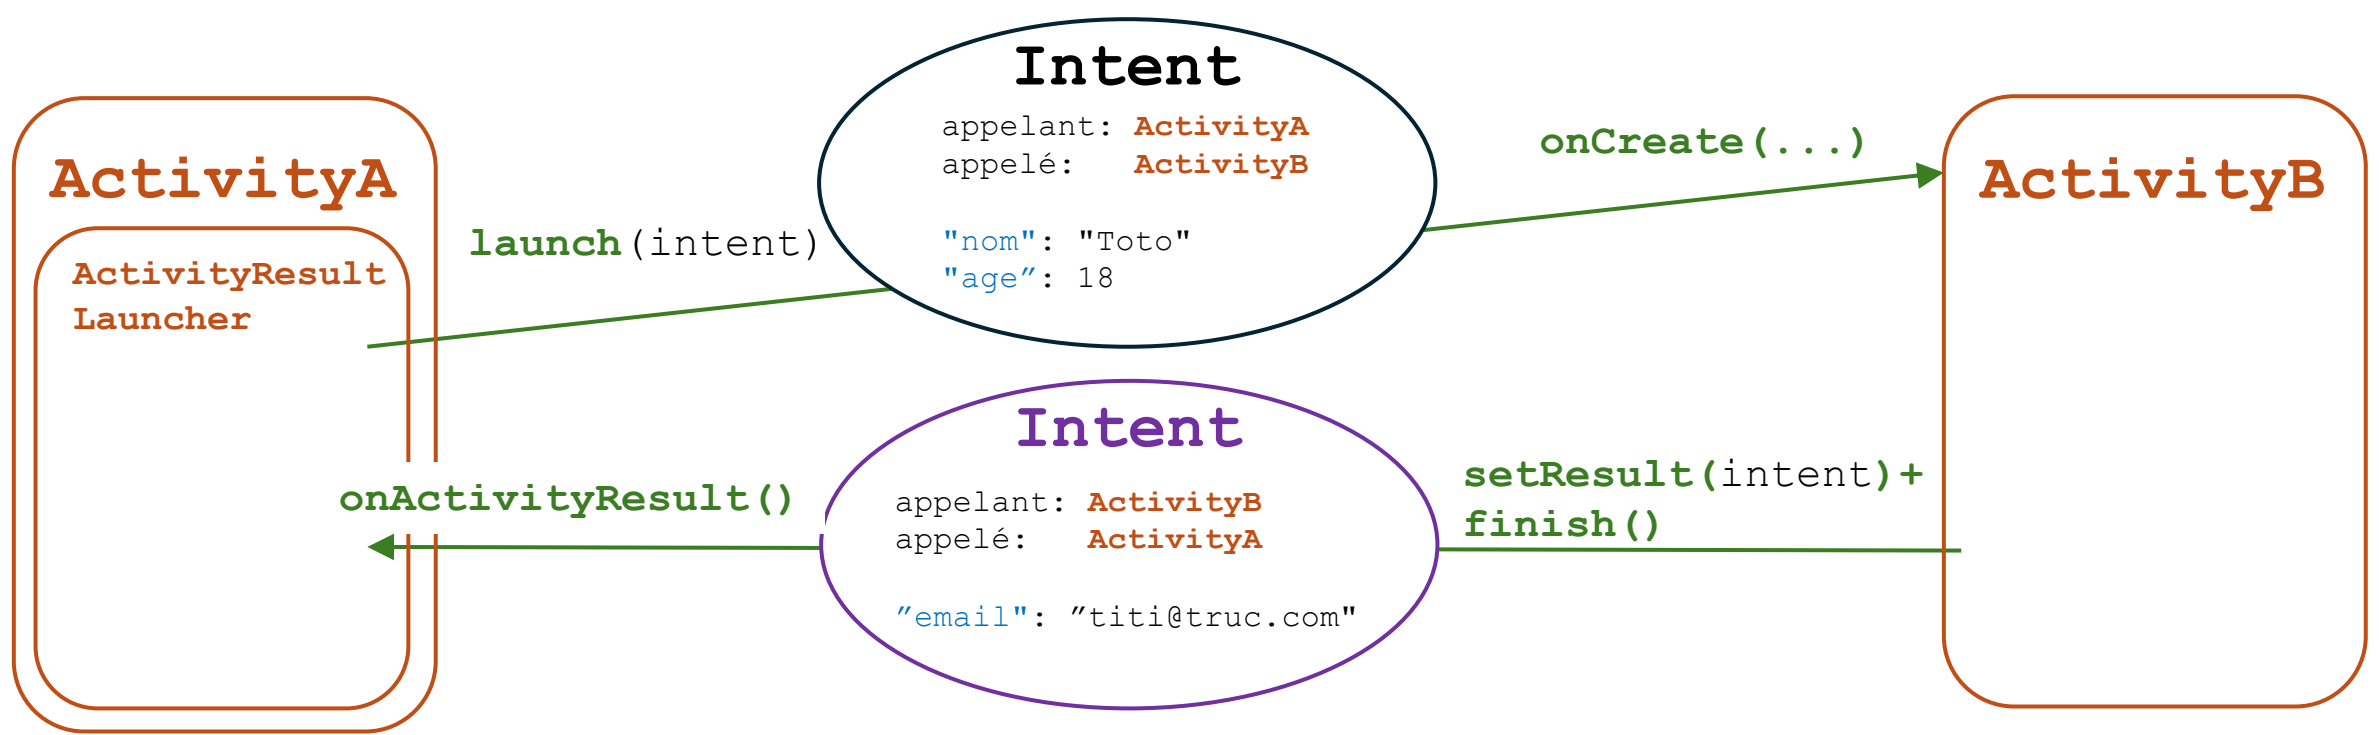 Intent
appelant: ActivityA
appelé: ActivityB
"nom": "Toto"
"age”: 18
ActivityA
ActivityResult
Launcher
launch(intent)
onCreate(...)
ActivityB
Intent
appelant: ActivityB
appelé: ActivityA
”email": ”titi@truc.com"
onActivityResult()
setResult(intent)+
finish()